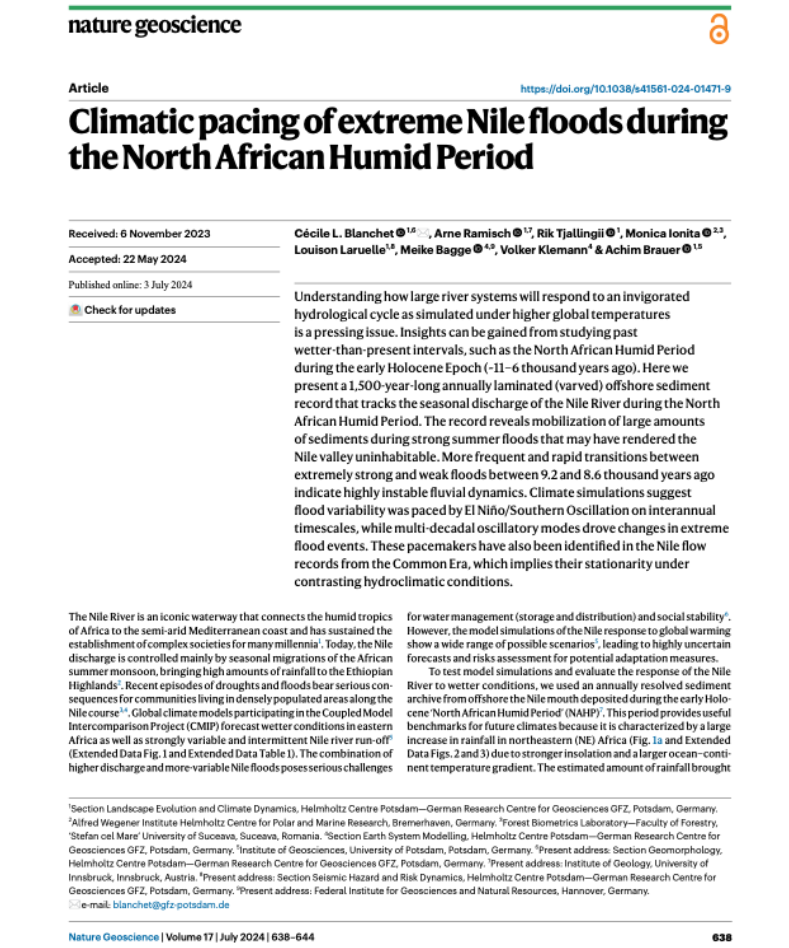 nature geoscience
Article
https://doi.org/10.1038/s41561-024-01471-9
Climatic pacing of extreme Nile floods during
the North African Humid Period
Received: 6 November 2023
Accepted: 22 May 2024
Published online: 3 July 2024
Check for updates
Cécile L. Blanchet 1,6, Arne Ramisch 1,7, Rik Tjallingii 1, Monica Ionita 2,3,
Louison Laruelle1,8, Meike Bagge 4,9, Volker Klemann4 & Achim Brauer 1,5
Understanding how large river systems will respond to an invigorated
hydrological cycle as simulated under higher global temperatures
is a pressing issue. Insights can be gained from studying past
wetter-than-present intervals, such as the North African Humid Period
during the early Holocene Epoch (~11–6 thousand years ago). Here we
present a 1,500-year-long annually laminated (varved) offshore sediment
record that tracks the seasonal discharge of the Nile River during the North
African Humid Period. The record reveals mobilization of large amounts
of sediments during strong summer floods that may have rendered the
Nile valley uninhabitable. More frequent and rapid transitions between
extremely strong and weak floods between 9.2 and 8.6 thousand years ago
indicate highly instable fluvial dynamics. Climate simulations suggest
flood variability was paced by El Niño/Southern Oscillation on interannual
timescales, while multi-decadal oscillatory modes drove changes in extreme
flood events. These pacemakers have also been identified in the Nile flow
records from the Common Era, which implies their stationarity under
contrasting hydroclimatic conditions.
The Nile River is an iconic waterway that connects the humid tropics
of Africa to the semi-arid Mediterranean coast and has sustained the
establishment of complex societies for many millennia1. Today, the Nile
discharge is controlled mainly by seasonal migrations of the African
summer monsoon, bringing high amounts of rainfall to the Ethiopian
Highlands2. Recent episodes of droughts and floods bear serious con-
sequences for communities living in densely populated areas along the
Nile course3,4. Global climate models participating in the Coupled Model
Intercomparison Project (CMIP) forecast wetter conditions in eastern
Africa as well as strongly variable and intermittent Nile river run-off5
(Extended Data Fig. 1 and Extended Data Table 1). The combination of
higher discharge and more-variable Nile floods poses serious challenges
for water management (storage and distribution) and social stability6.
However, the model simulations of the Nile response to global warming
show a wide range of possible scenarios5, leading to highly uncertain
forecasts and risks assessment for potential adaptation measures.
To test model simulations and evaluate the response of the Nile
River to wetter conditions, we used an annually resolved sediment
archive from offshore the Nile mouth deposited during the early Holo-
cene ‘North African Humid Period’ (NAHP)7. This period provides useful
benchmarks for future climates because it is characterized by a large
increase in rainfall in northeastern (NE) Africa (Fig. 1a and Extended
Data Figs. 2 and 3) due to stronger insolation and a larger ocean–conti-
nent temperature gradient. The estimated amount of rainfall brought
1Section Landscape Evolution and Climate Dynamics, Helmholtz Centre Potsdam—German Research Centre for Geosciences GFZ, Potsdam, Germany.
2Alfred Wegener Institute Helmholtz Centre for Polar and Marine Research, Bremerhaven, Germany. 3Forest Biometrics Laboratory—Faculty of Forestry,
‘Stefan cel Mare’ University of Suceava, Suceava, Romania. 4Section Earth System Modelling, Helmholtz Centre Potsdam—German Research Centre for
Geosciences GFZ, Potsdam, Germany. 5Institute of Geosciences, University of Potsdam, Potsdam, Germany. 6Present address: Section Geomorphology,
Helmholtz Centre Potsdam—German Research Centre for Geosciences GFZ, Potsdam, Germany. 7Present address: Institute of Geology, University of
Innsbruck, Innsbruck, Austria. 8Present address: Section Seismic Hazard and Risk Dynamics, Helmholtz Centre Potsdam—German Research Centre for
Geosciences GFZ, Potsdam, Germany. 9Present address: Federal Institute for Geosciences and Natural Resources, Hannover, Germany.
e-mail: blanchet@gfz-potsdam.de
Nature Geoscience | Volume 17 | July 2024 | 638–644
638